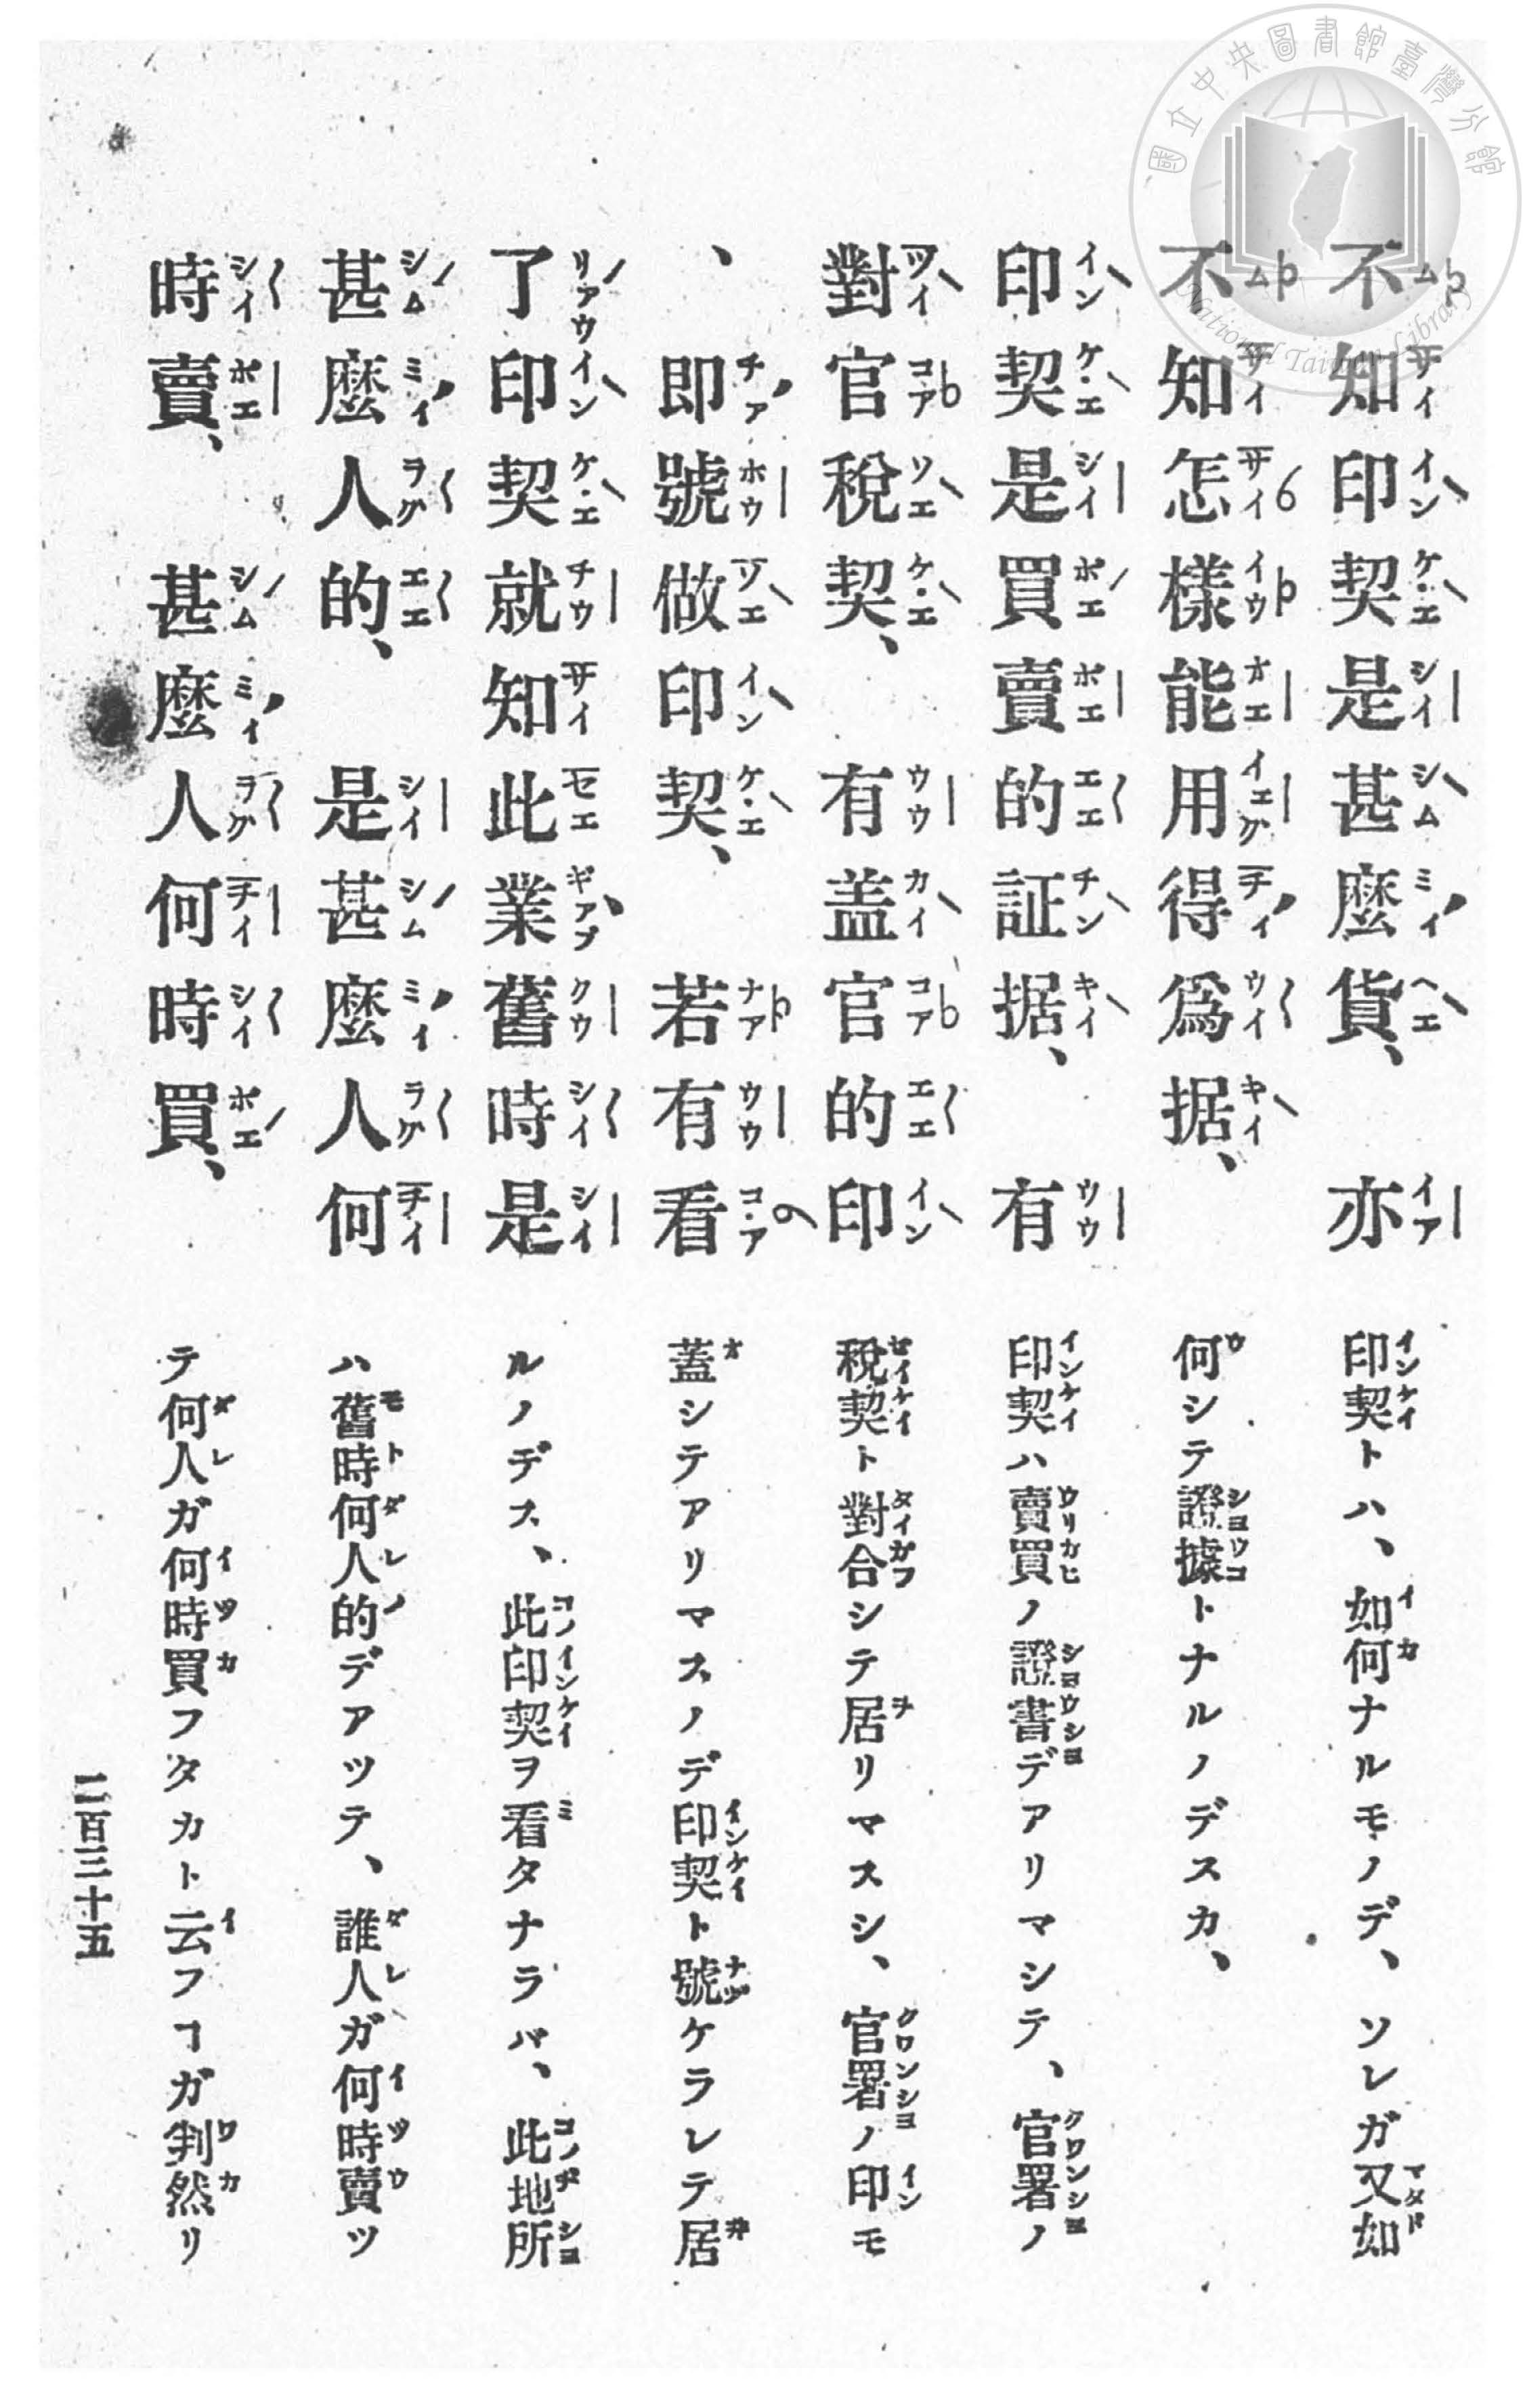 不知印契是甚麼貨、亦
不知怎樣能用得爲据、
印契是買賣的証据、有
對官稅契、有盖官的印
、即號做印契、若有看
了印契就知此業舊時是
甚麼人的、是甚麼人何
時賣、甚麼人何時買、
印契トハ、如何ナルモノデ、ソレガ又如
何シテ證據トナルノデスカ、
印契ハ賣買ノ證書デアリマシテ、官署ノ
稅契ト對合シテ居リマスシ、官署ノ印モ
蓋シテアリマスノデ印契ト號ケラレテ居
ルノデス、此印契ヲ看タナラバ、此地所
ハ舊時何人的デアツテ、誰人ガ何時賣ツ
テ何人ガ何時買フタカト云フヿガ判然リ
二百三十五
國立中央圖書館臺灣分館
National Taiwan Library